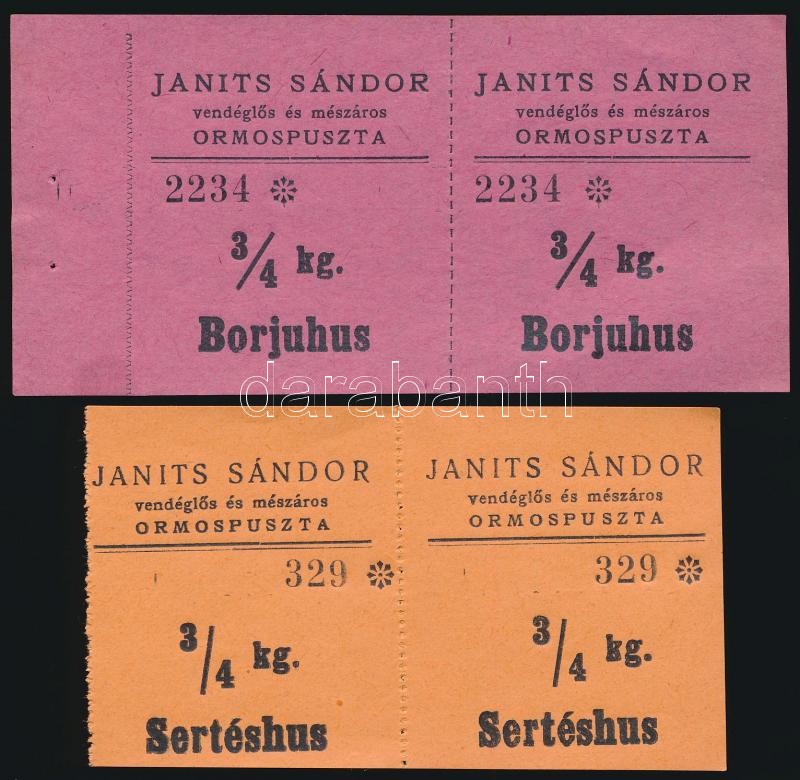 JANITS SÁNDOR
vendéglős és mészáros
ORMOSPUSZTA
2234
3/4 kg.
Borjuhus
JANITS SÁNDOR
vendéglős és mészáros
ORMOSPUSZTA
2234
3/4 kg.
Borjuhus
darabanth
JANITS SÁNDOR
vendéglős és mészáros
ORMOSPUSZTA
329
3/4 kg.
Sertéshus
JANITS SÁNDOR
vendéglős és mészáros
ORMOSPUSZTA
329
3/4 kg.
Sertéshus